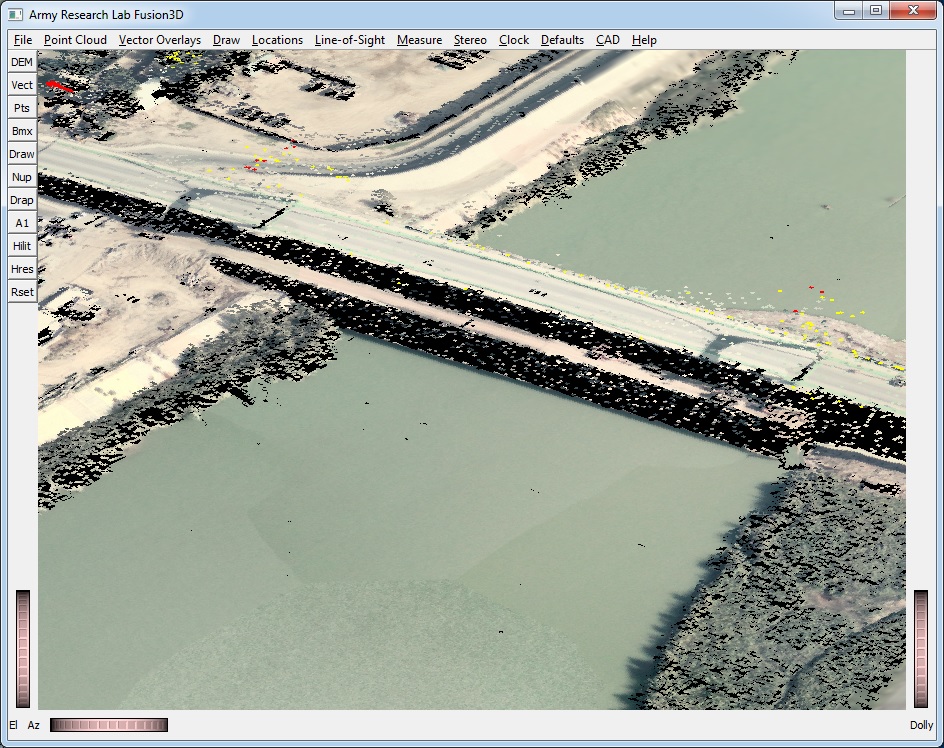 Army Research Lab Fusion3D
File Point Cloud Vector Overlays Draw Locations Line-of-Sight Measure Stereo Clock Defaults CAD Help
DEM
Vect
Pts
Bmx
Draw
Nup
Drap
A1
Hilit
Hres
Rset
El Az Dolly